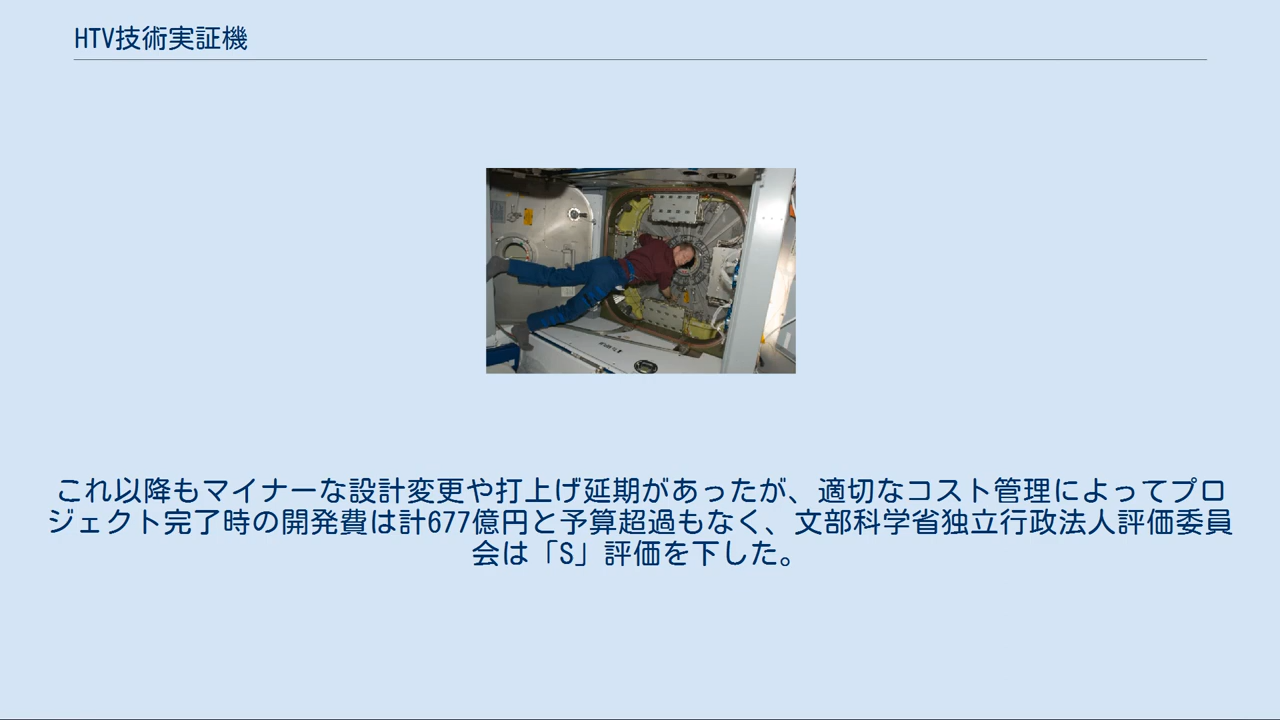 HTV技術実証機
これ以降もマイナーな設計変更や打上げ延期があったが、適切なコスト管理によってプロ
ジェクト完了時の開発費は計677億円と予算超過もなく、文部科学省独立行政法人評価委員
会は「S」評価を下した。